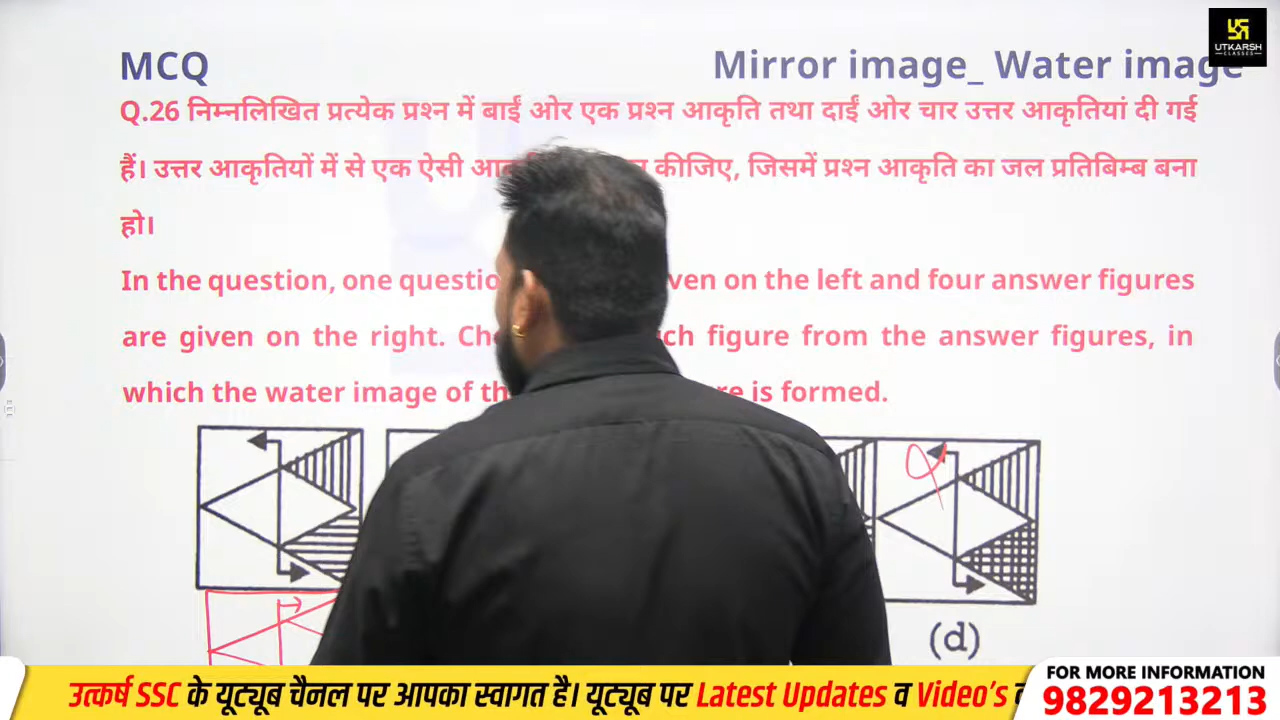 UTKARSH
CLASSES
MCQ
Mirror image_ Water image
Q.26 निम्नलिखित प्रत्येक प्रश्न में बाईं ओर एक प्रश्न आकृति तथा दाईं ओर चार उत्तर आकृतियां दी गई
हैं। उत्तर आकृतियों में से एक ऐसी कीजिए, जिसमें प्रश्न आकृति का जल प्रतिबिम्ब बना
हो।
In the question, one on the left and four answer figures
are given on the right. figure from the answer figures, in
which the water image of is formed.
(d)
उत्कर्ष SSC के यूट्यूब चैनल पर आपका स्वागत है। यूट्यूब पर Latest Updates व Video's
FOR MORE INFORMATION
9829213213